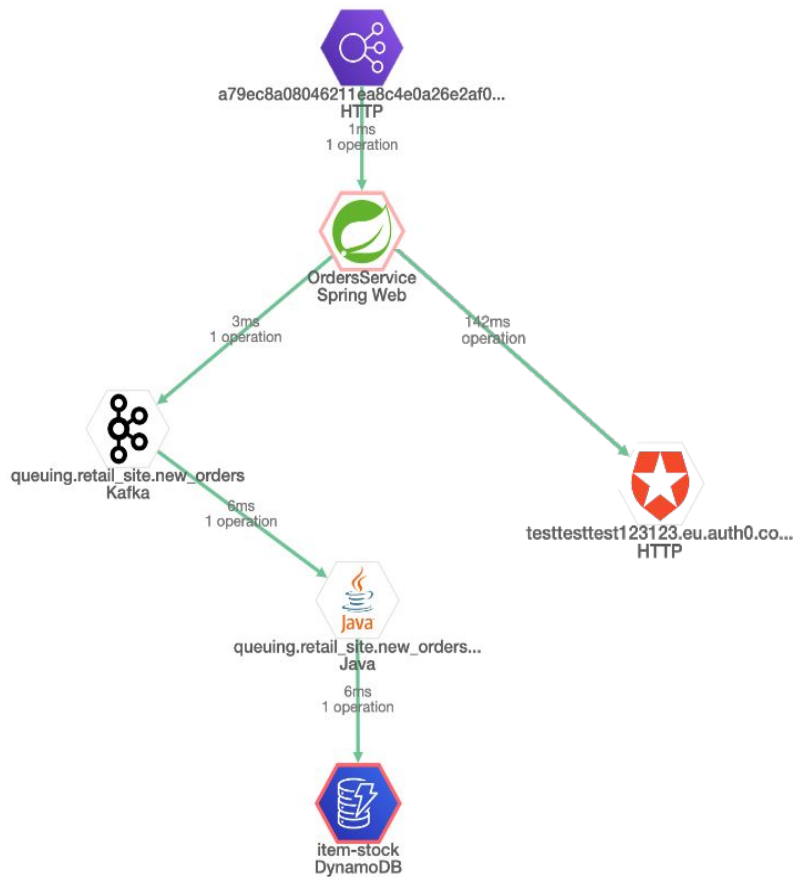 a79ec8a08046211ea8c4e0a26e2af0...
HTTP
1ms
1 operation
OrdersService
Spring Web
3ms
1 operation
142ms
operation
queuing.retail_site.new_orders
Kafka
6ms
1 operation
testtesttest123123.eu.auth0.co...
HTTP
Java
queuing.retail_site.new_orders...
Java
6ms
1 operation
item-stock
DynamoDB